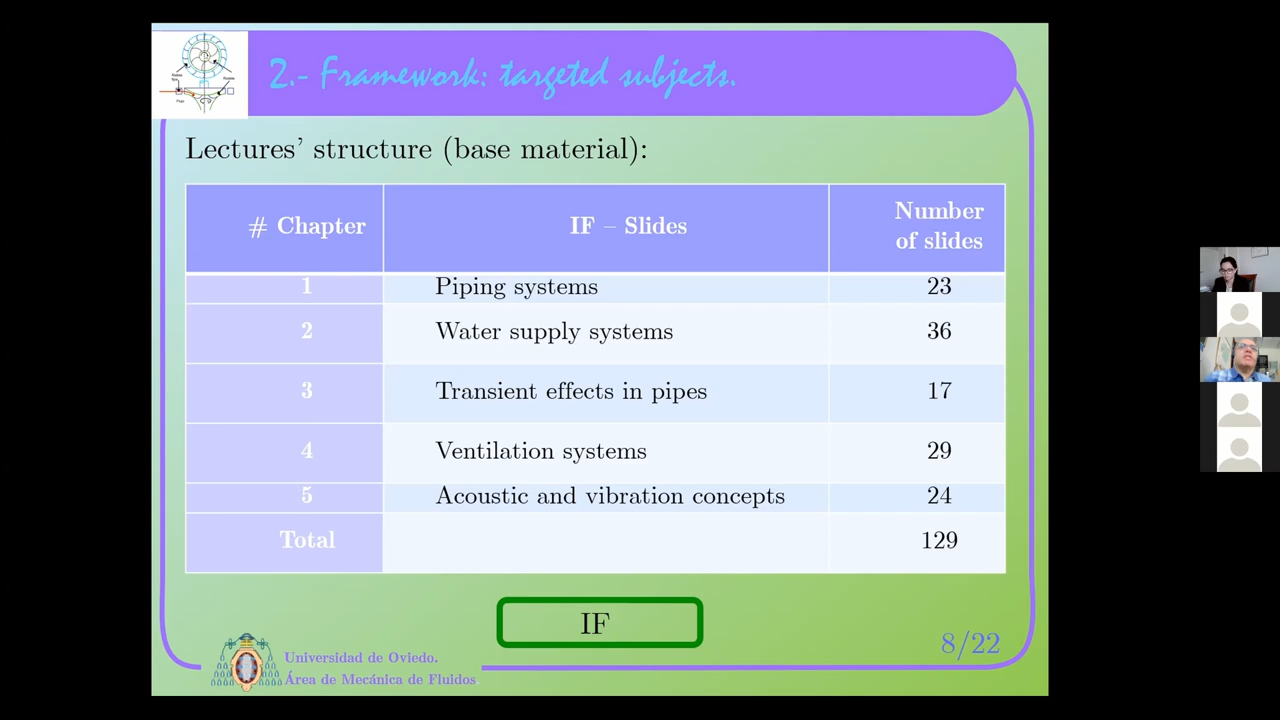 2.- Framework: targeted subjects.
Lectures' structure (base material):
# Chapter IF – Slides Number of slides
1 Piping systems 23
2 Water supply systems 36
3 Transient effects in pipes 17
4 Ventilation systems 29
5 Acoustic and vibration concepts 24
Total 129
IF
8/22
Universidad de Oviedo.
Área de Mecánica de Fluidos.